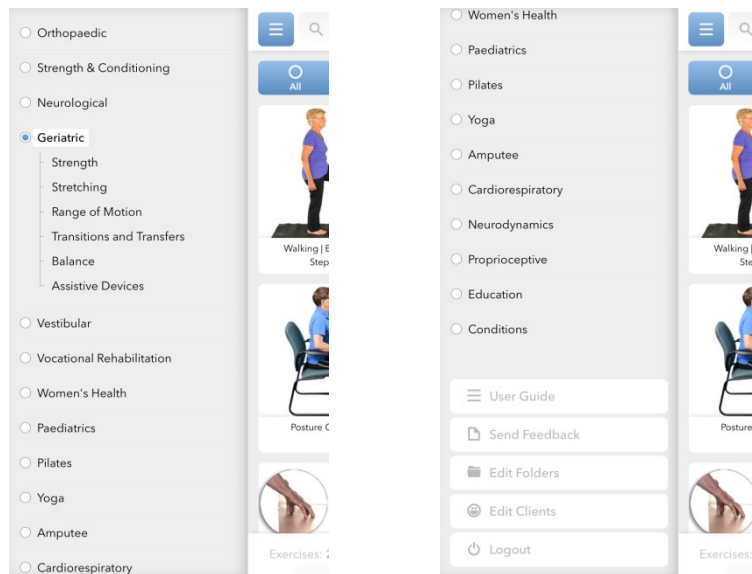 Orthopaedic
Strength & Conditioning
Neurological
Geriatric
Strength
Stretching
Range of Motion
Transitions and Transfers
Balance
Assistive Devices
Vestibular
Vocational Rehabilitation
Women's Health
Paediatrics
Pilates
Yoga
Amputee
Cardiorespiratory
All
Walking |
Step
Posture
Exercises:
Women's Health
Paediatrics
Pilates
Yoga
Amputee
Cardiorespiratory
Neurodynamics
Proprioceptive
Education
Conditions
User Guide
Send Feedback
Edit Folders
Edit Clients
Logout
All
Walking |
Ste
Posture
Exercises: